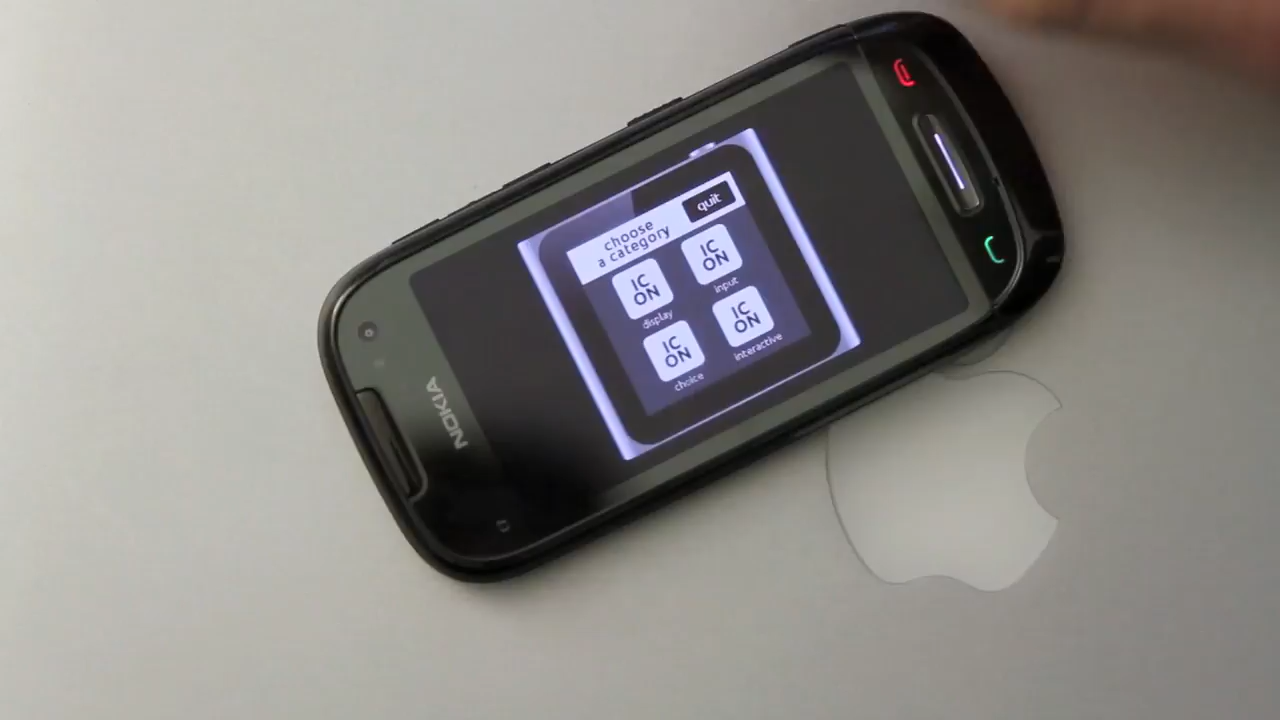 choose
a category
quit
IC
ON
display
IC
ON
input
IC
ON
choice
IC
ON
interactive
NOKIA